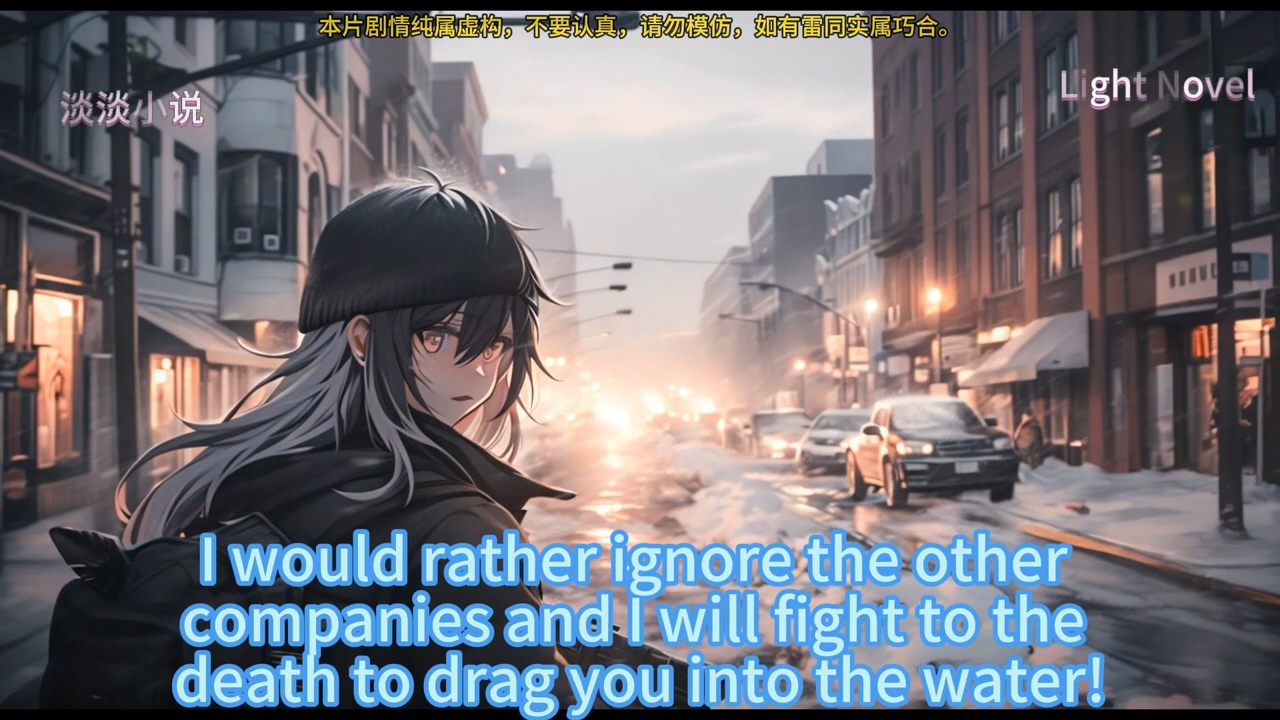 本片剧情纯属虚构，不要认真，请勿模仿，如有雷同实属巧合。
淡淡小说
Light Novel
I would rather ignore the other
companies and I will fight to the
death to drag you into the water!